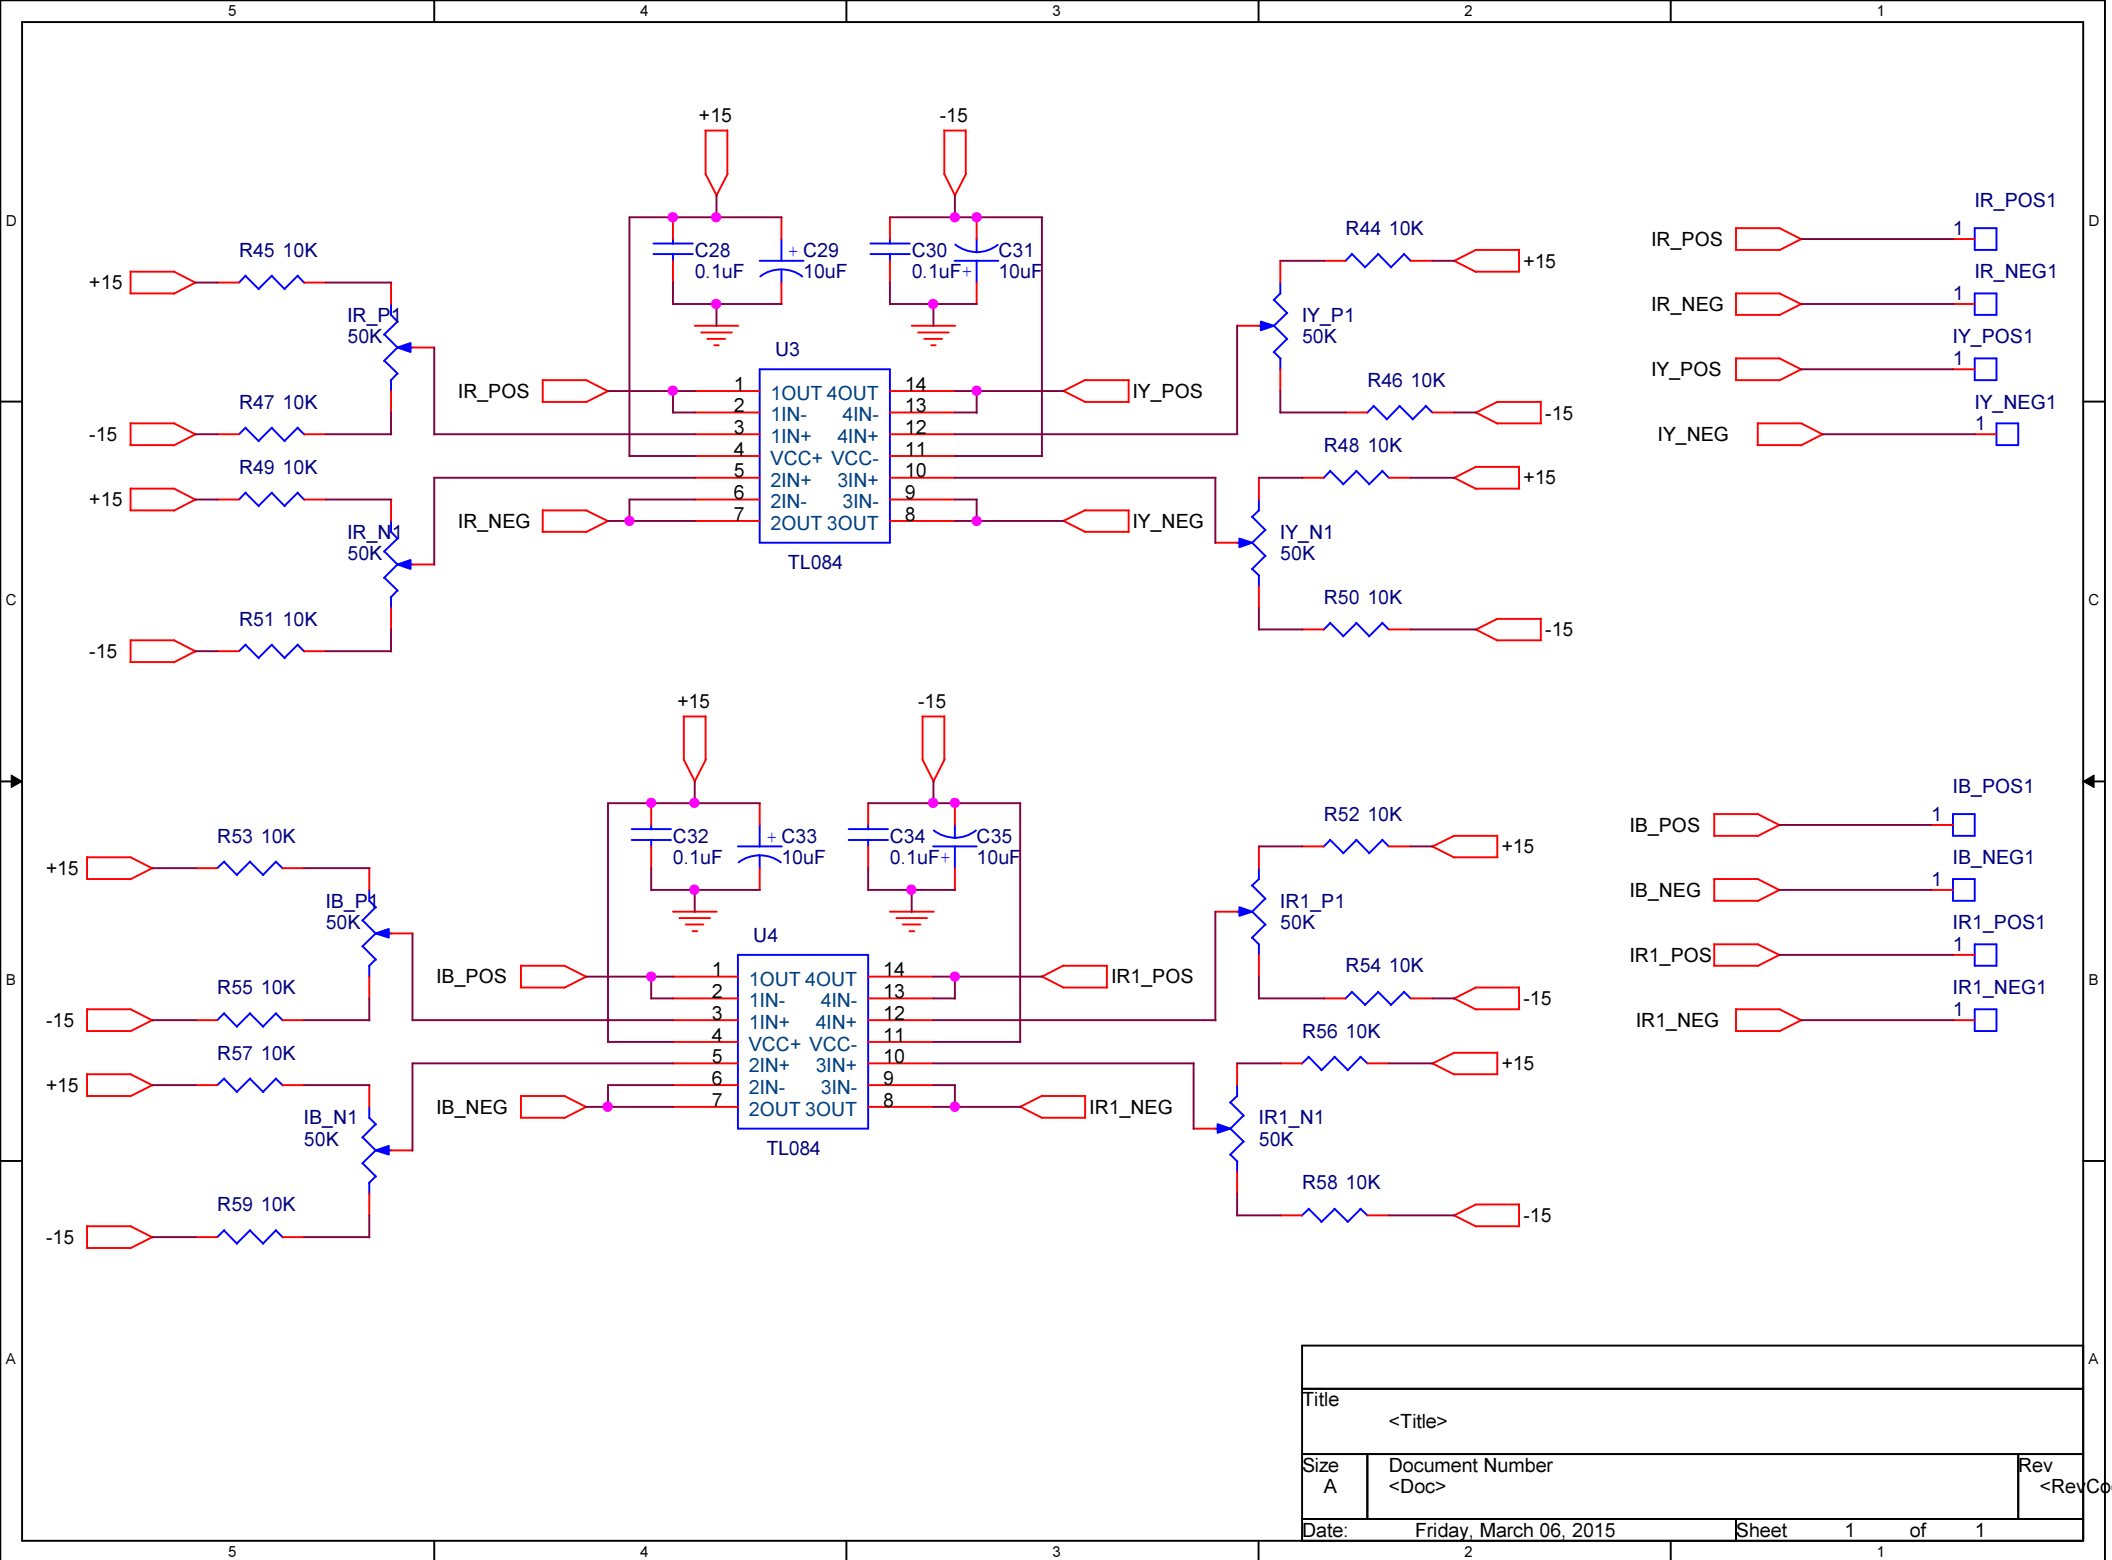 5 4 3 2 1
D
D
C
C
B
B
A
A
+15
-15
C28
0.1uF
+ C29
10uF
C30
0.1uF+
C31
10uF
R45 10K
+15
IR_P1
50K
R47 10K
-15
R49 10K
+15
IR_N1
50K
R51 10K
-15
IR_POS
IR_NEG
U3
1 1OUT 4OUT 14
2 1IN- 4IN- 13
3 1IN+ 4IN+ 12
4 VCC+ VCC- 11
5 2IN+ 3IN+ 10
6 2IN- 3IN- 9
7 2OUT 3OUT 8
TL084
IY_POS
IY_NEG
R44 10K
+15
IY_P1
50K
R46 10K
-15
R48 10K
+15
IY_N1
50K
R50 10K
-15
IR_POS1
IR_POS 1
IR_NEG1
IR_NEG 1
IY_POS1
IY_POS 1
IY_NEG1
IY_NEG 1
+15
-15
C32
0.1uF
+ C33
10uF
C34
0.1uF+
C35
10uF
R53 10K
+15
IB_P1
50K
R55 10K
-15
R57 10K
+15
IB_N1
50K
R59 10K
-15
IB_POS
IB_NEG
U4
1 1OUT 4OUT 14
2 1IN- 4IN- 13
3 1IN+ 4IN+ 12
4 VCC+ VCC- 11
5 2IN+ 3IN+ 10
6 2IN- 3IN- 9
7 2OUT 3OUT 8
TL084
IR1_POS
IR1_NEG
R52 10K
+15
IR1_P1
50K
R54 10K
-15
R56 10K
+15
IR1_N1
50K
R58 10K
-15
IB_POS1
IB_POS 1
IB_NEG1
IB_NEG 1
IR1_POS1
IR1_POS 1
IR1_NEG1
IR1_NEG 1
Title
<Title>
Size
A
Document Number
<Doc>
Rev
<RevCo
Date: Friday, March 06, 2015 Sheet 1 of 1
5 4 3 2 1